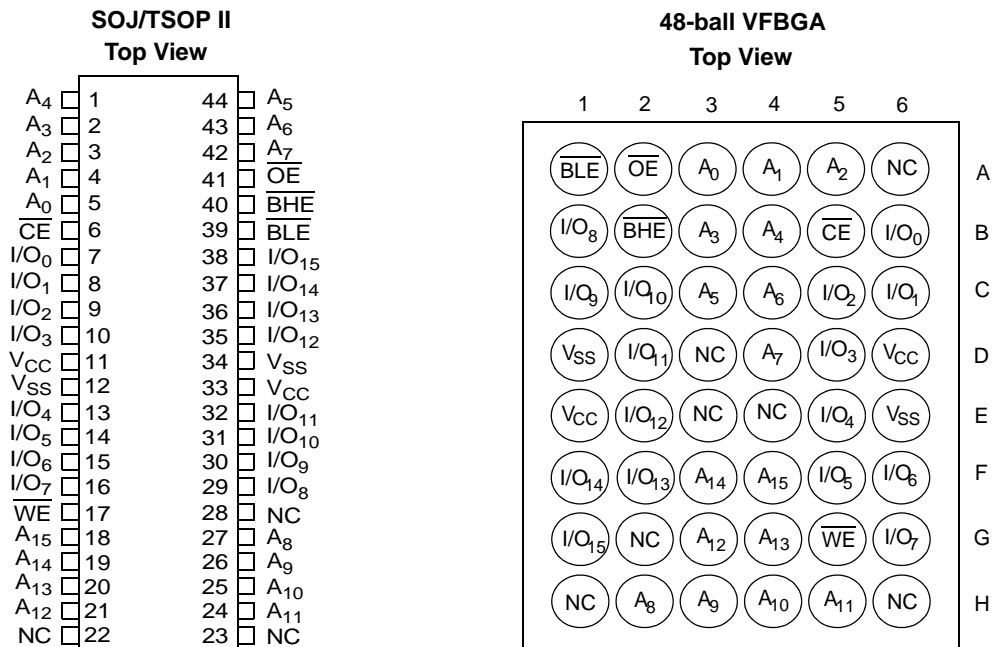 SOJ/TSOP II
Top View
A4 1 44 A5
A3 2 43 A6
A2 3 42 A7
A1 4 41 OE
A0 5 40 BHE
CE 6 39 BLE
I/O0 7 38 I/O15
I/O1 8 37 I/O14
I/O2 9 36 I/O13
I/O3 10 35 I/O12
VCC 11 34 VSS
VSS 12 33 VCC
I/O4 13 32 I/O11
I/O5 14 31 I/O10
I/O6 15 30 I/O9
I/O7 16 29 I/O8
WE 17 28 NC
A15 18 27 A8
A14 19 26 A9
A13 20 25 A10
A12 21 24 A11
NC 22 23 NC
48-ball VFBGA
Top View
1 2 3 4 5 6
BLE OE A0 A1 A2 NC A
I/O8 BHE A3 A4 CE I/O0 B
I/O9 I/O10 A5 A6 I/O2 I/O1 C
VSS I/O11 NC A7 I/O3 VCC D
VCC I/O12 NC NC I/O4 VSS E
I/O14 I/O13 A14 A15 I/O5 I/O6 F
I/O15 NC A12 A13 WE I/O7 G
NC A8 A9 A10 A11 NC H